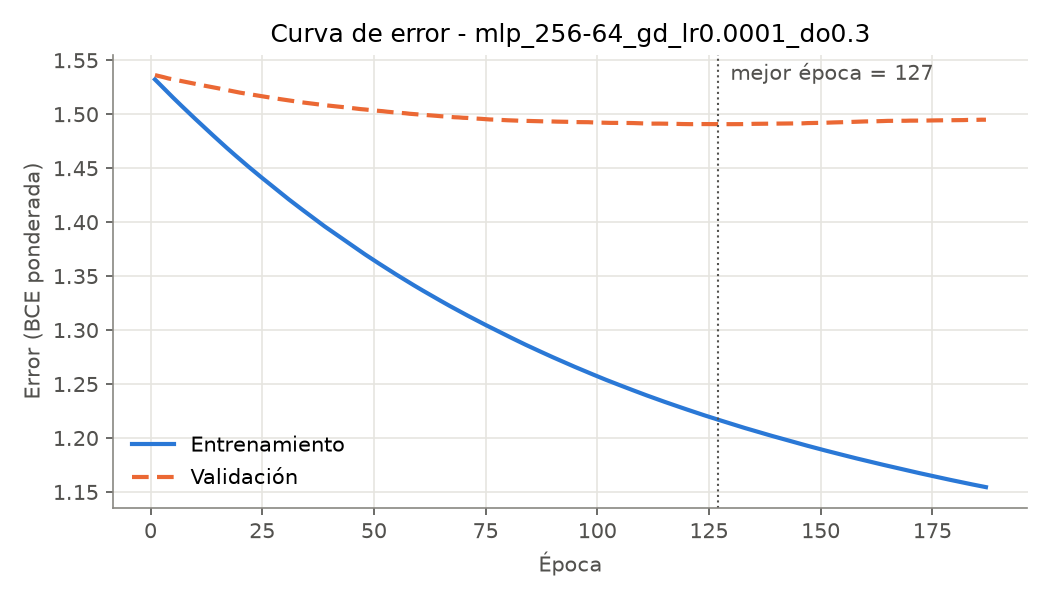 Curva de error - mlp_256-64_gd_lr0.0001_do0.3
mejor época = 127
Error (BCE ponderada)
1.55
1.50
1.45
1.40
1.35
1.30
1.25
1.20
1.15
Entrenamiento
Validación
0 25 50 75 100 125 150 175
Época